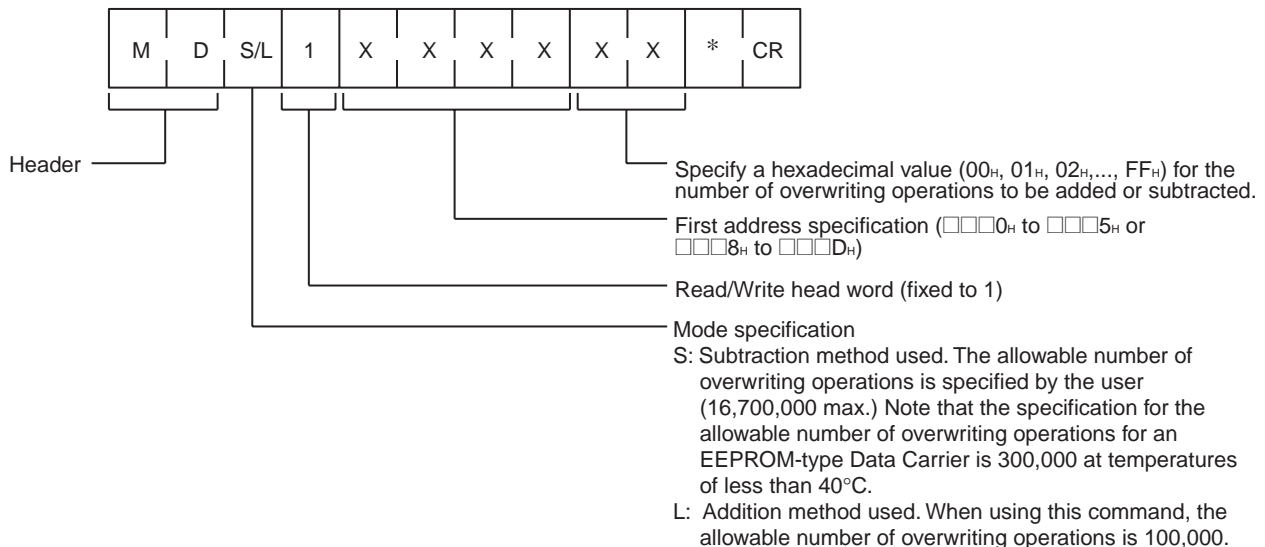 M D S/L 1 X X X X X X * CR
Header
Specify a hexadecimal value (00H, 01H, 02H,..., FFH) for the
number of overwriting operations to be added or subtracted.
First address specification (□□□0H to □□□5H or
□□□8H to □□□DH)
Read/Write head word (fixed to 1)
Mode specification
S: Subtraction method used. The allowable number of
overwriting operations is specified by the user
(16,700,000 max.) Note that the specification for the
allowable number of overwriting operations for an
EEPROM-type Data Carrier is 300,000 at temperatures
of less than 40°C.
L: Addition method used. When using this command, the
allowable number of overwriting operations is 100,000.